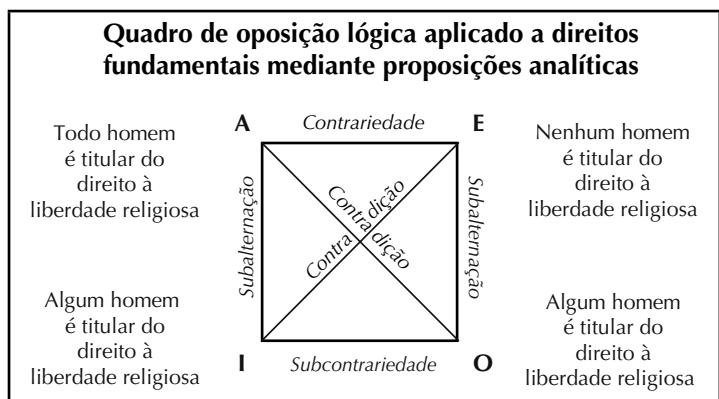 Quadro de oposição lógica aplicado a direitos
fundamentais mediante proposições analíticas
Todo homem
é titular do
direito à
liberdade religiosa
A
Contrariedade
E
Nenhum homem
é titular do
direito à
liberdade religiosa
Subalternação
Contradição
Contradição
Subalternação
Algum homem
é titular do
direito à
liberdade religiosa
I
Subcontrariedade
O
Algum homem
é titular do
direito à
liberdade religiosa